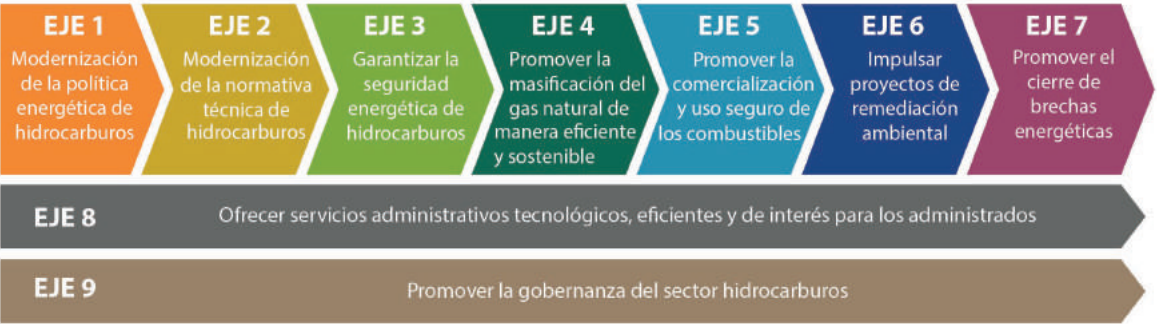 EJE 1
Modernización
de la política
energética de
hidrocarburos
EJE 2
Modernización
de la normativa
técnica de
hidrocarburos
EJE 3
Garantizar la
seguridad
energética de
hidrocarburos
EJE 4
Promover la
masificación del
gas natural de
manera eficiente
y sostenible
EJE 5
Promover la
comercialización
y uso seguro de
los combustibles
EJE 6
Impulsar
proyectos de
remediación
ambiental
EJE 7
Promover el
cierre de
brechas
energéticas
EJE 8
Ofrecer servicios administrativos tecnológicos, eficientes y de interés para los administrados
EJE 9
Promover la gobernanza del sector hidrocarburos